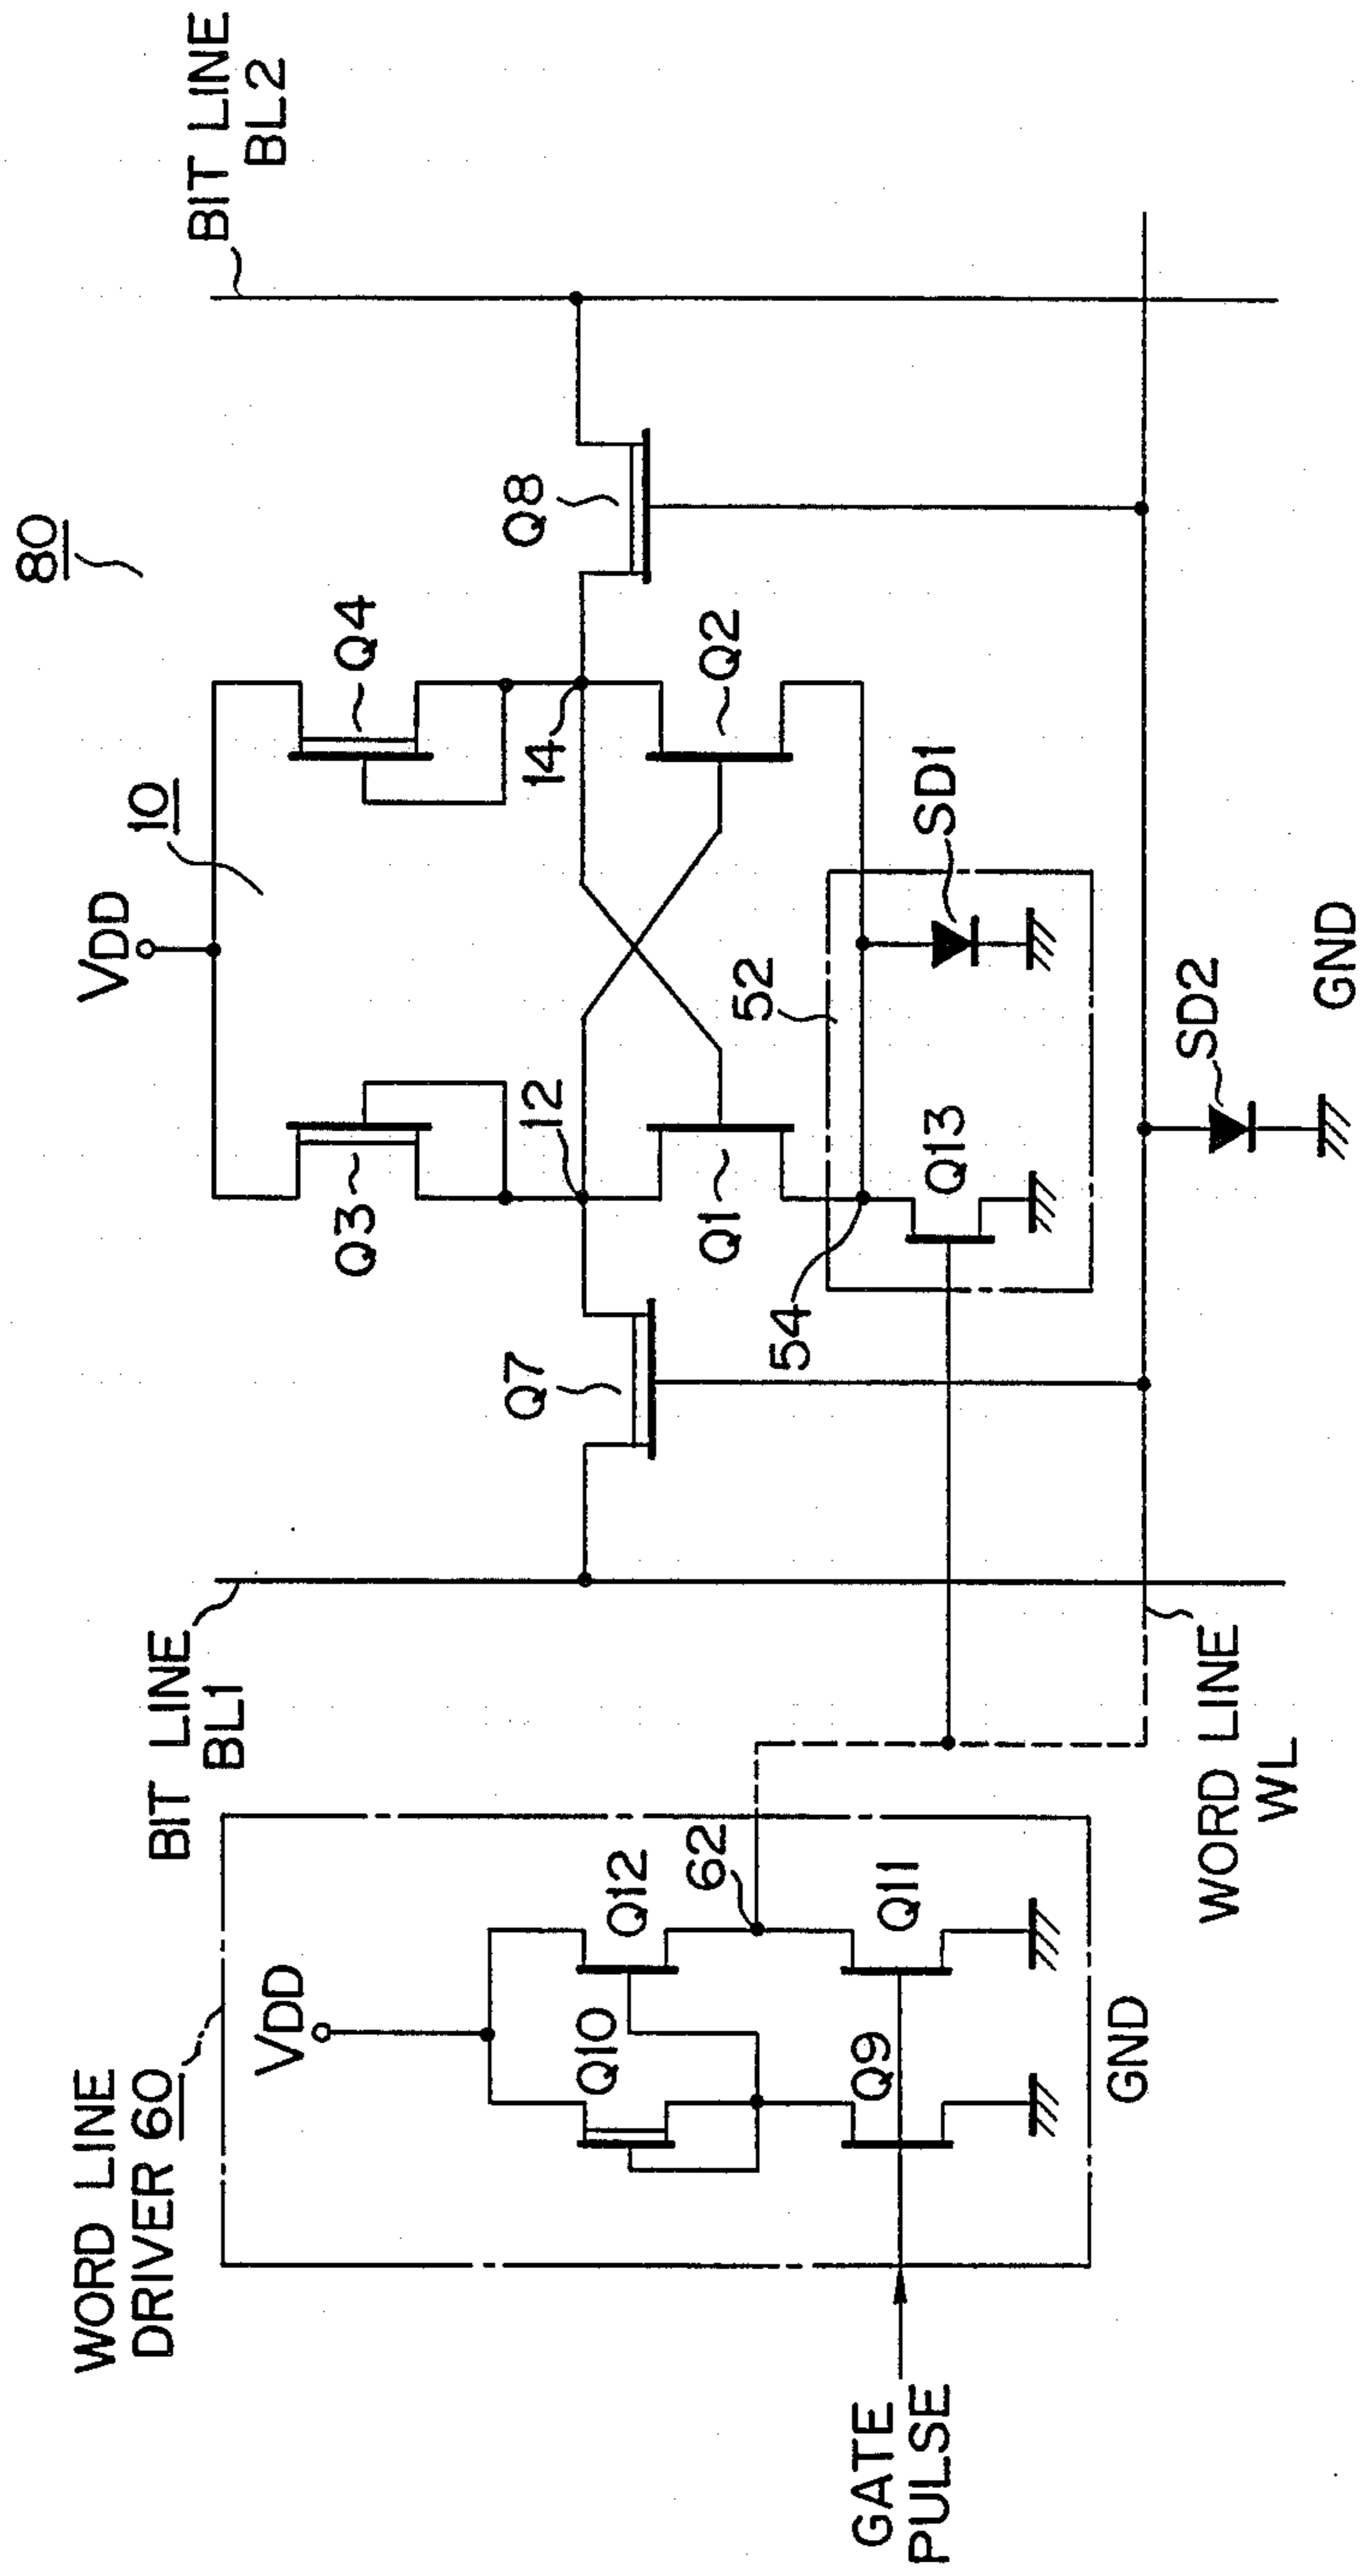 80
WORD LINE
DRIVER 60
VDD
Q10
Q12
62
Q9
Q11
GND
GATE
PULSE
BIT LINE
BL1
WORD LINE
WL
VDD
10
Q3
Q4
12
14
Q7
Q8
Q1
Q2
54
52
Q13
SD1
SD2
GND
BIT LINE
BL2